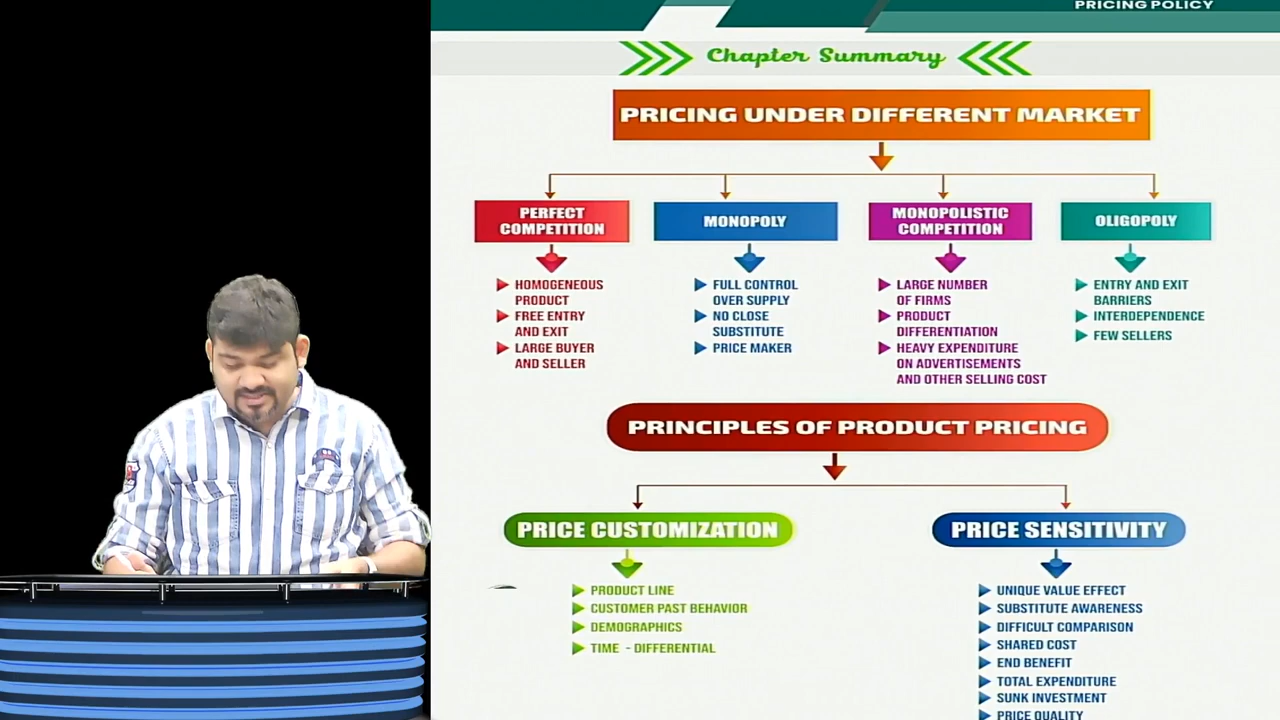 PRICING POLICY
Chapter Summary
PRICING UNDER DIFFERENT MARKET
PERFECT
COMPETITION
HOMOGENEOUS
PRODUCT
FREE ENTRY
AND EXIT
LARGE BUYER
AND SELLER
MONOPOLY
FULL CONTROL
OVER SUPPLY
NO CLOSE
SUBSTITUTE
PRICE MAKER
MONOPOLISTIC
COMPETITION
LARGE NUMBER
OF FIRMS
PRODUCT
DIFFERENTIATION
HEAVY EXPENDITURE
ON ADVERTISEMENTS
AND OTHER SELLING COST
OLIGOPOLY
ENTRY AND EXIT
BARRIERS
INTERDEPENDENCE
FEW SELLERS
PRINCIPLES OF PRODUCT PRICING
PRICE CUSTOMIZATION
PRODUCT LINE
CUSTOMER PAST BEHAVIOR
DEMOGRAPHICS
TIME - DIFFERENTIAL
PRICE SENSITIVITY
UNIQUE VALUE EFFECT
SUBSTITUTE AWARENESS
DIFFICULT COMPARISON
SHARED COST
END BENEFIT
TOTAL EXPENDITURE
SUNK INVESTMENT
PRICE QUALITY